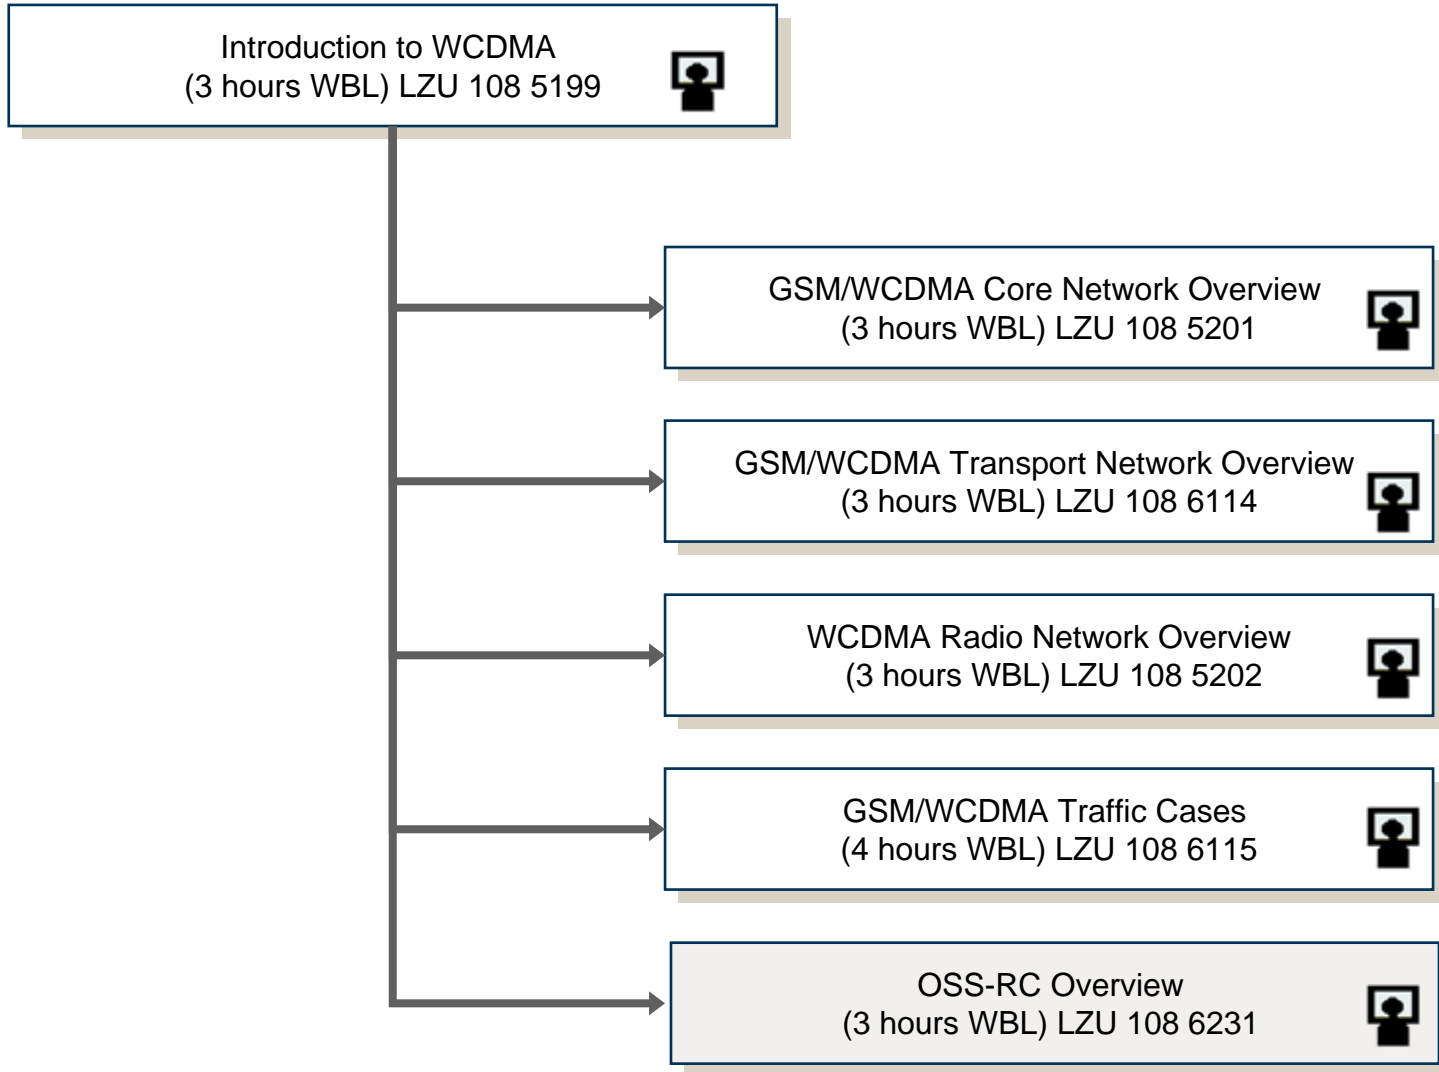 Introduction to WCDMA
(3 hours WBL) LZU 108 5199
GSM/WCDMA Core Network Overview
(3 hours WBL) LZU 108 5201
GSM/WCDMA Transport Network Overview
(3 hours WBL) LZU 108 6114
WCDMA Radio Network Overview
(3 hours WBL) LZU 108 5202
GSM/WCDMA Traffic Cases
(4 hours WBL) LZU 108 6115
OSS-RC Overview
(3 hours WBL) LZU 108 6231